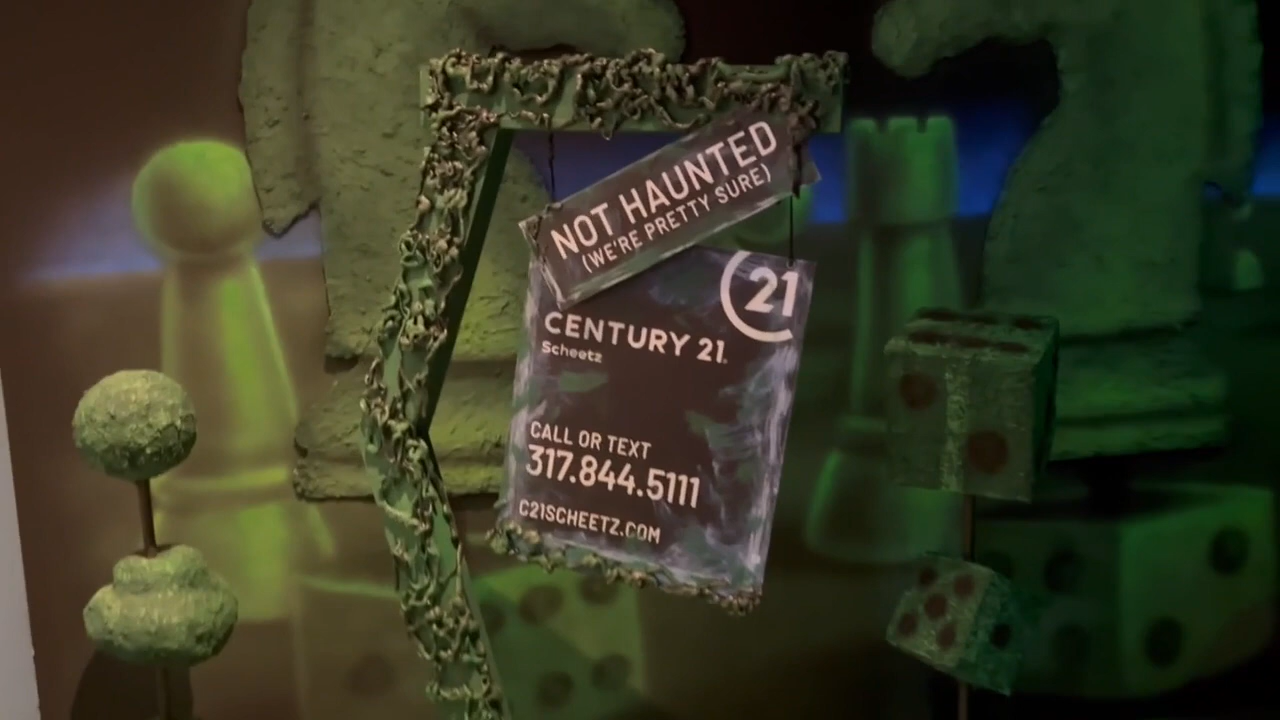 NOT HAUNTED
(WE'RE PRETTY SURE)
21
CENTURY 21.
Scheetz
CALL OR TEXT
317.844.5111
C21SCHEETZ.COM